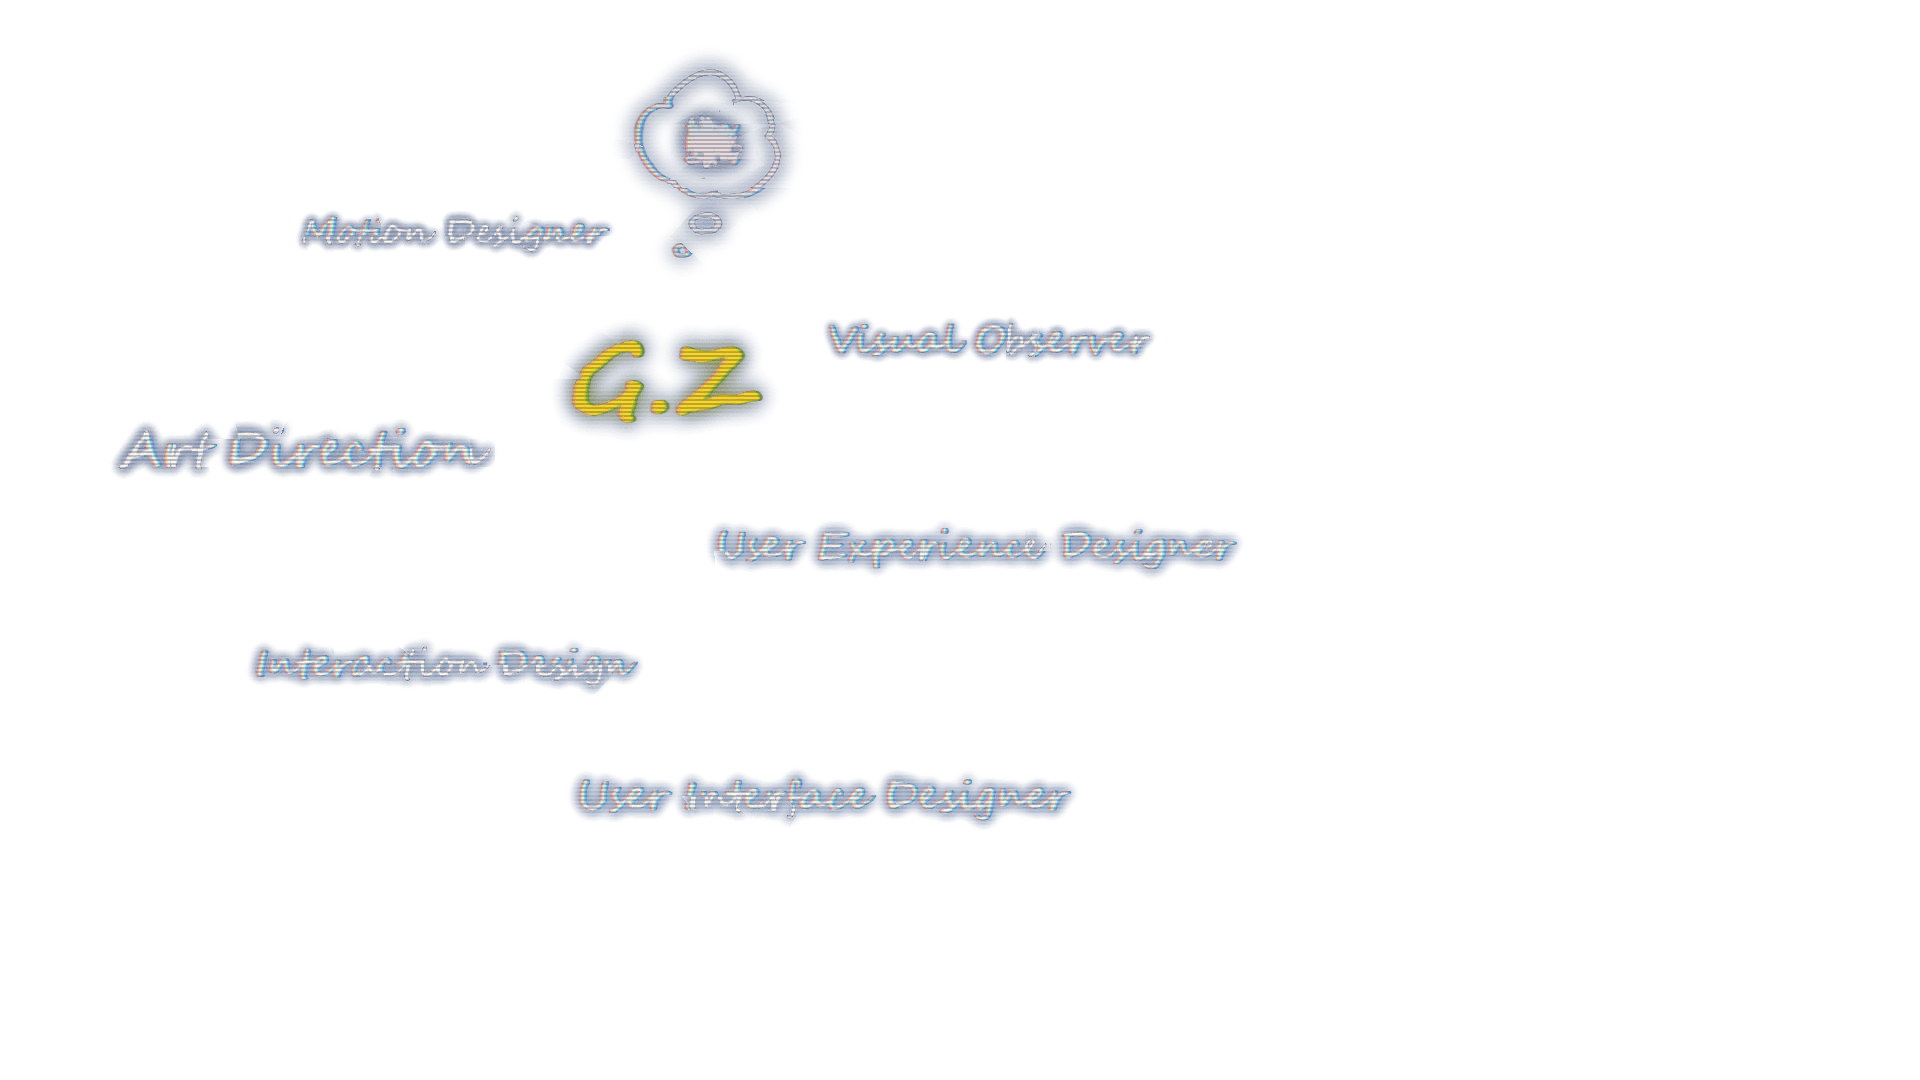 Motion Designer
Visual Observer
G.Z
Art Direction
User Experience Designer
Interaction Design
User Interface Designer